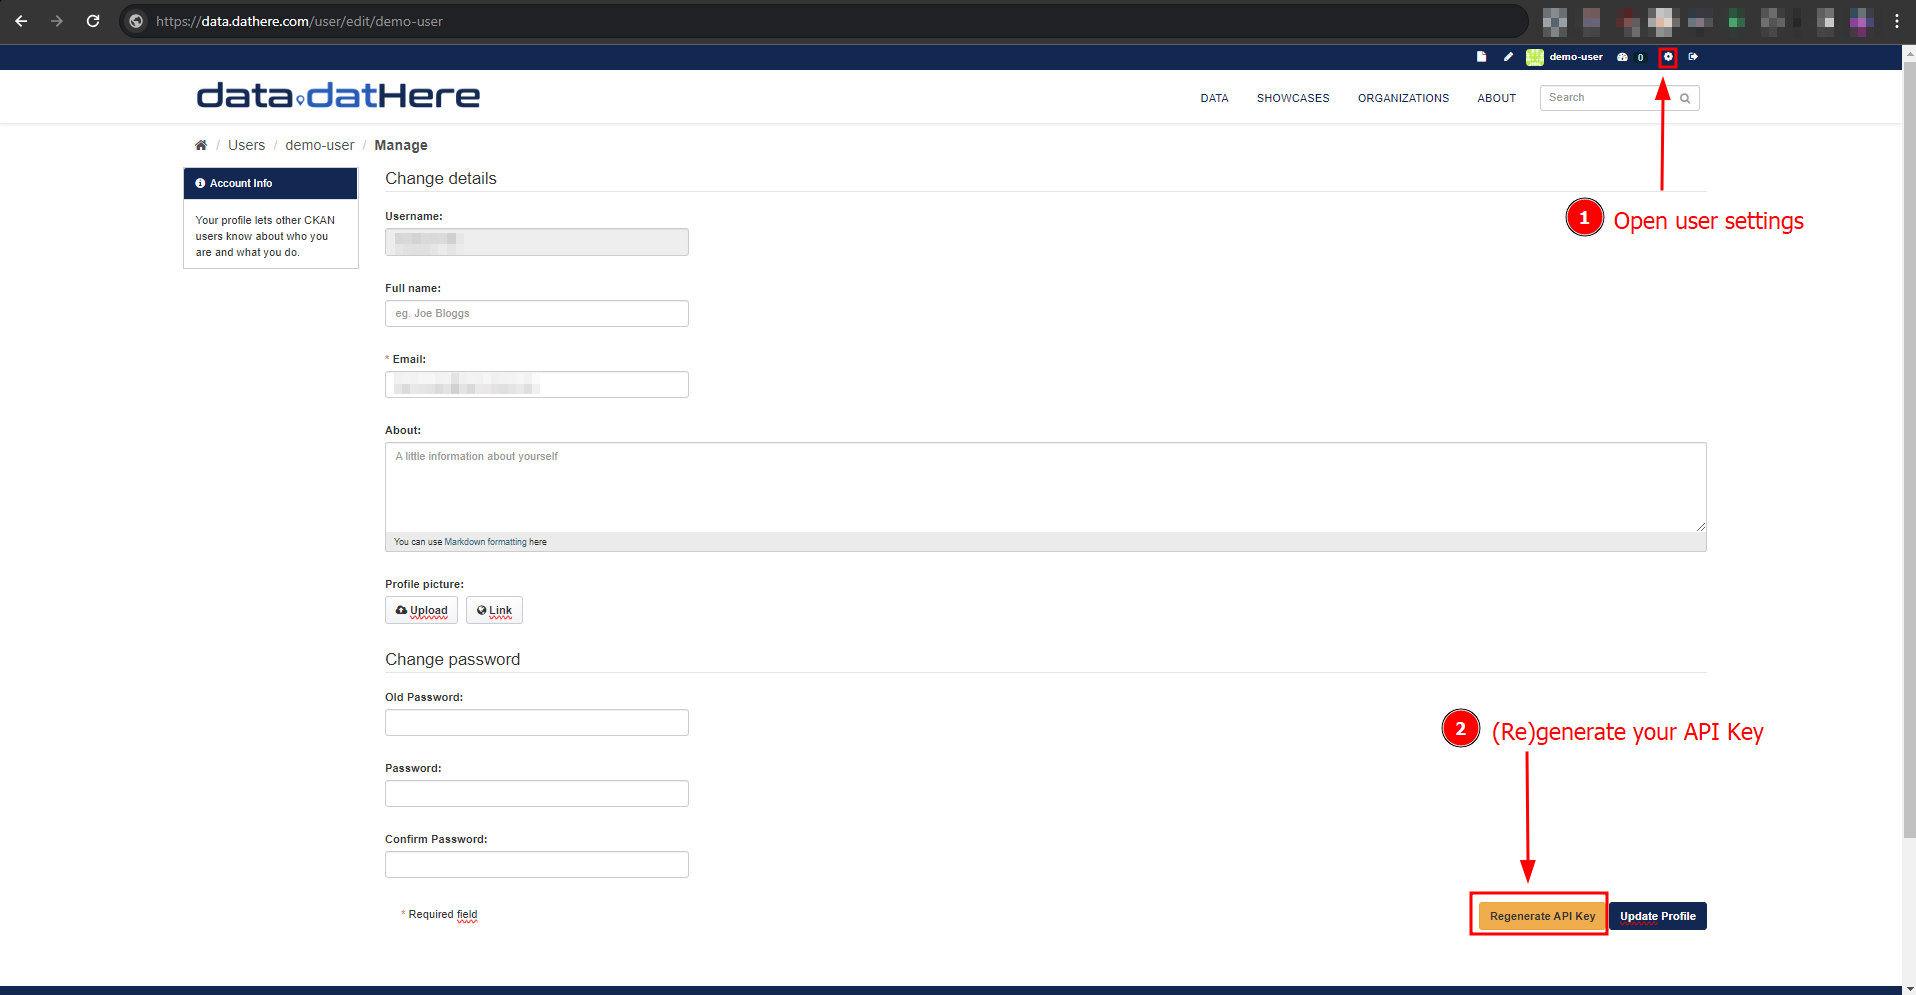 https://data.dathere.com/user/edit/demo-user
demo-user 0
data.datHere
DATA SHOWCASES ORGANIZATIONS ABOUT Search
/ Users / demo-user / Manage
Account Info
Your profile lets other CKAN
users know about who you
are and what you do.
Change details
Username:
1 Open user settings
Full name:
eg. Joe Bloggs
* Email:
About:
A little information about yourself
You can use Markdown formatting here
Profile picture:
Upload Link
Change password
Old Password:
2 (Re)generate your API Key
Password:
Confirm Password:
* Required field
Regenerate API Key Update Profile